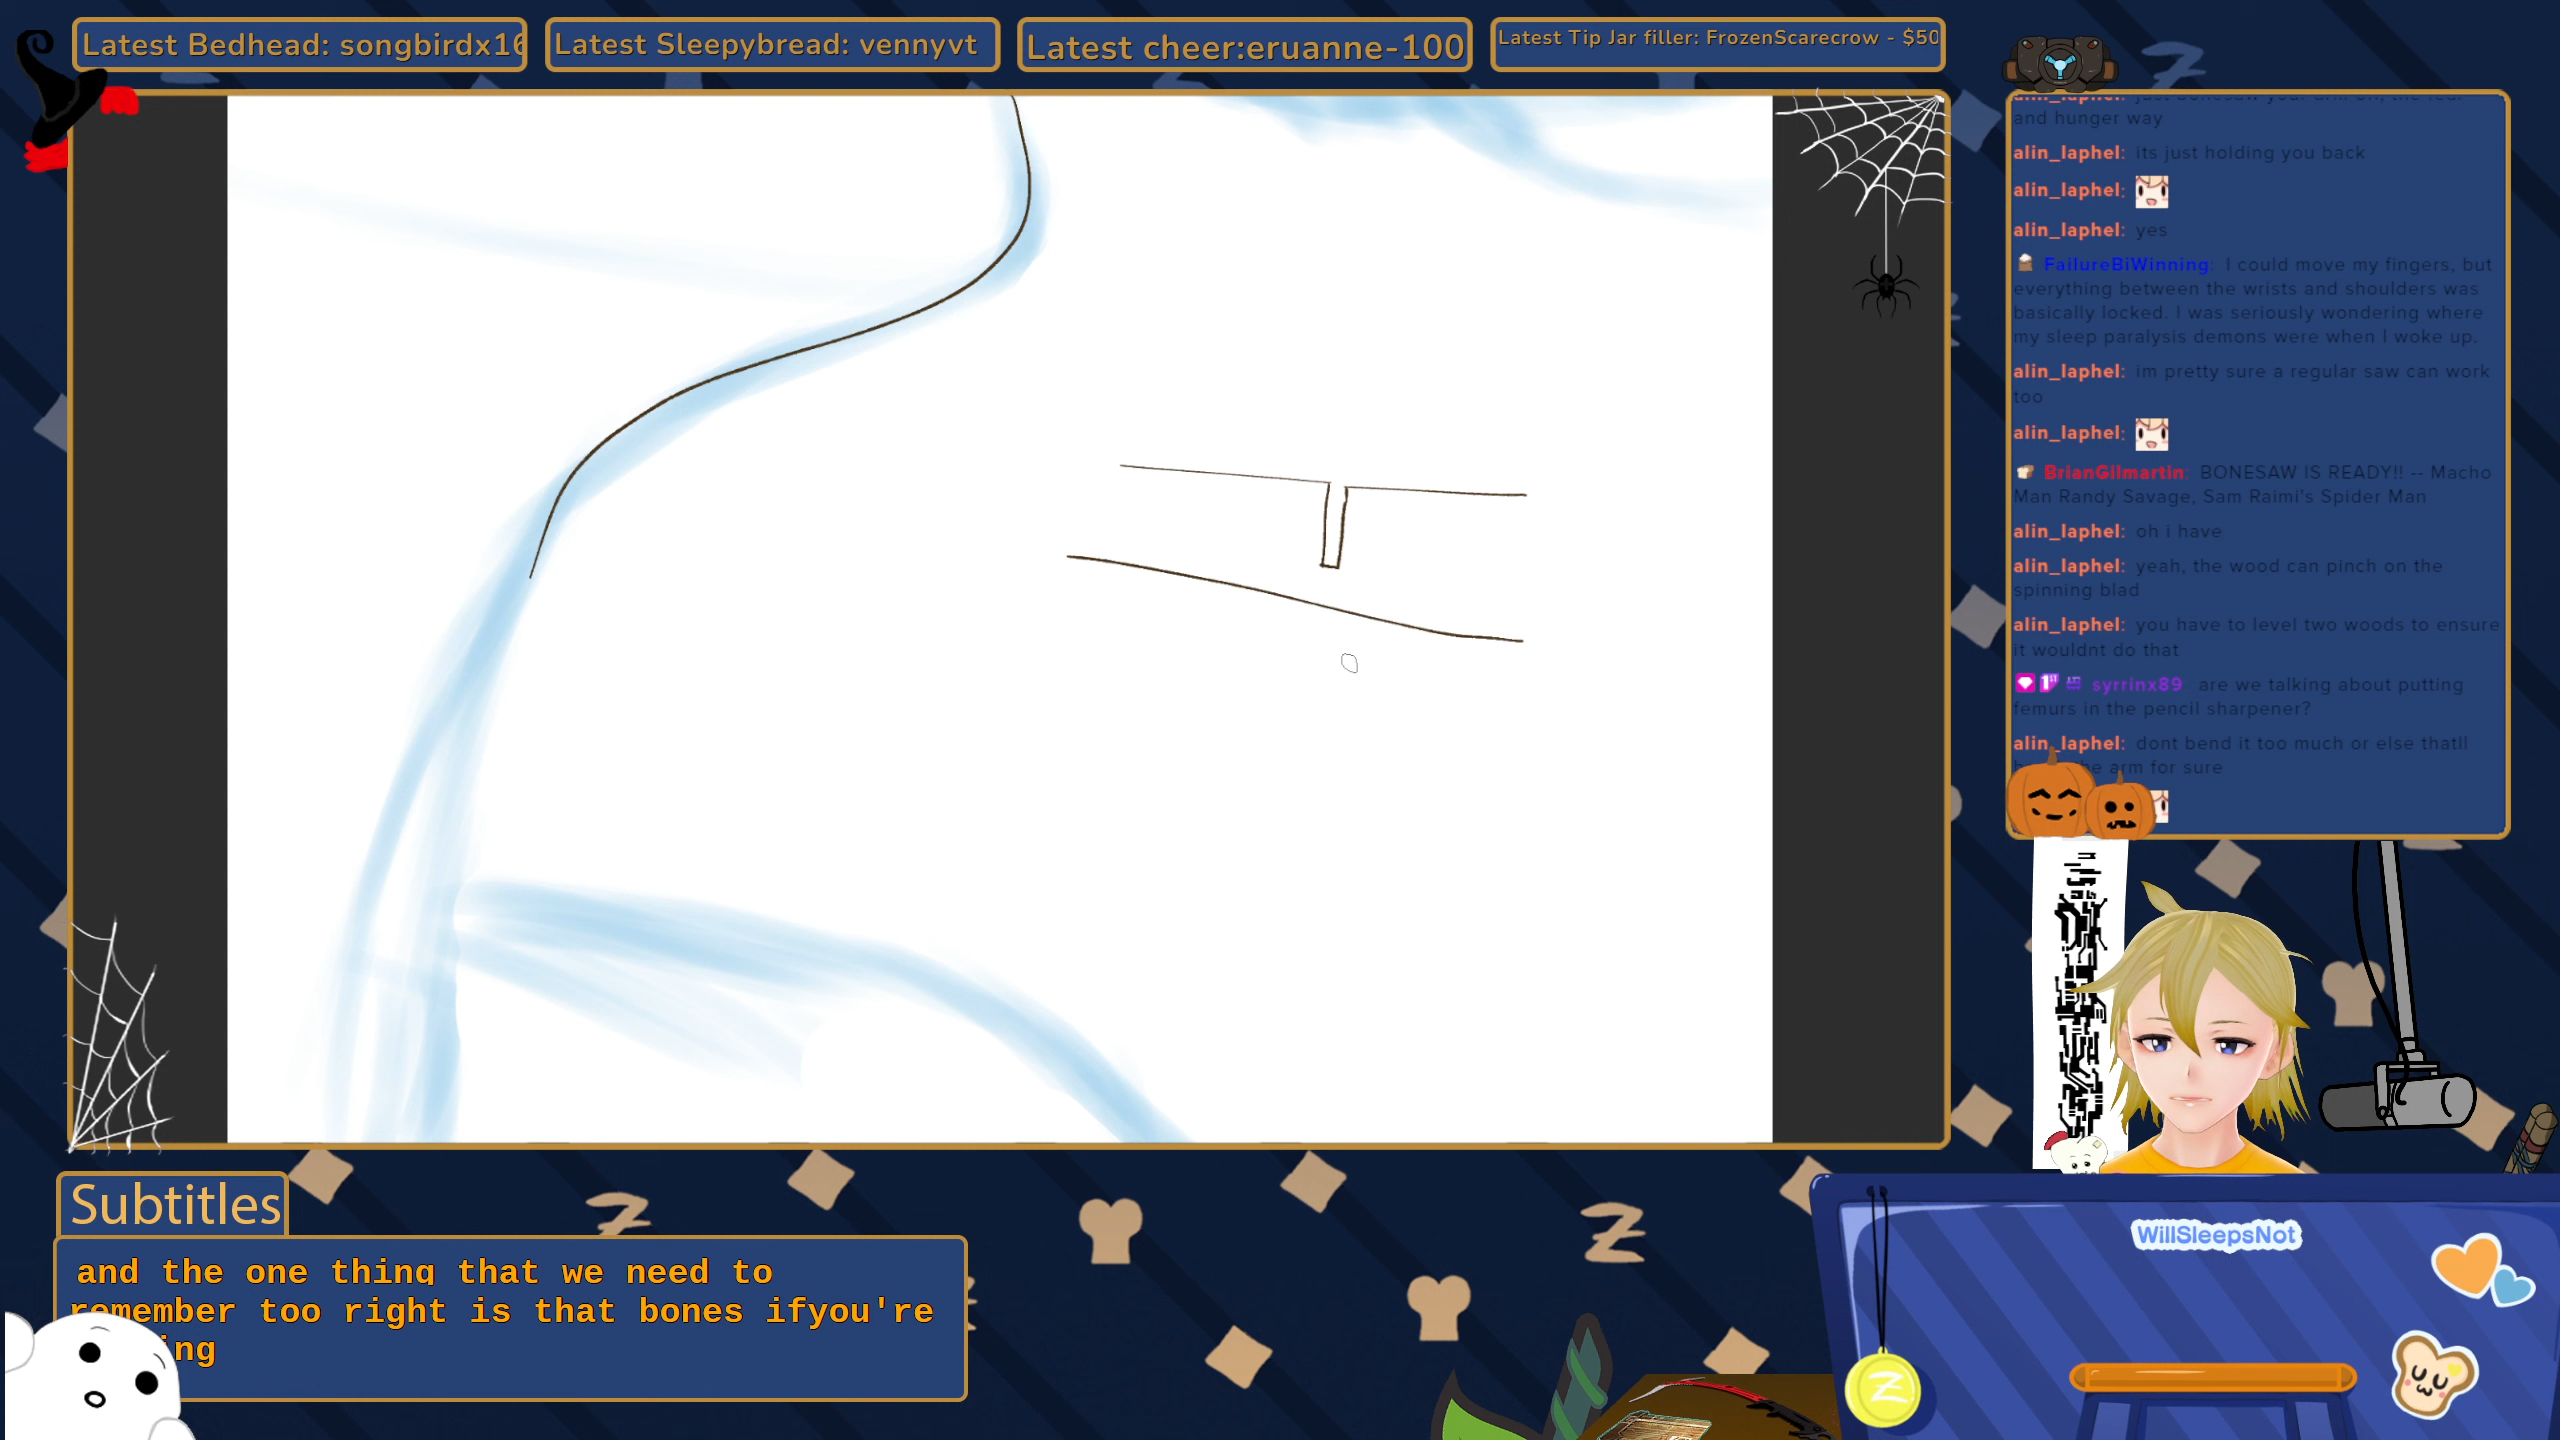 Latest Bedhead: songbirdx16
Latest Sleepybread: vennyvt
Latest cheer:eruanne-100
Latest Tip Jar filler: FrozenScarecrow - $50
and hunger way
alin_laphel: its just holding you back
alin_laphel:
alin_laphel: yes
FailureBiWinning: I could move my fingers, but
everything between the wrists and shoulders was
basically locked. I was seriously wondering where
my sleep paralysis demons were when I woke up.
alin_laphel: im pretty sure a regular saw can work
too
alin_laphel:
BrianGilmartin: BONESAW IS READY!! -- Macho
Man Randy Savage, Sam Raimi's Spider Man
alin_laphel: oh i have
alin_laphel: yeah, the wood can pinch on the
spinning blad
alin_laphel: you have to level two woods to ensure
it wouldnt do that
syrrinx89: are we talking about putting
femurs in the pencil sharpener?
alin_laphel: dont bend it too much or else thatll
the arm for sure
Subtitles
and the one thing that we need to
remember too right is that bones ifyou're
ing
WillSleepsNot